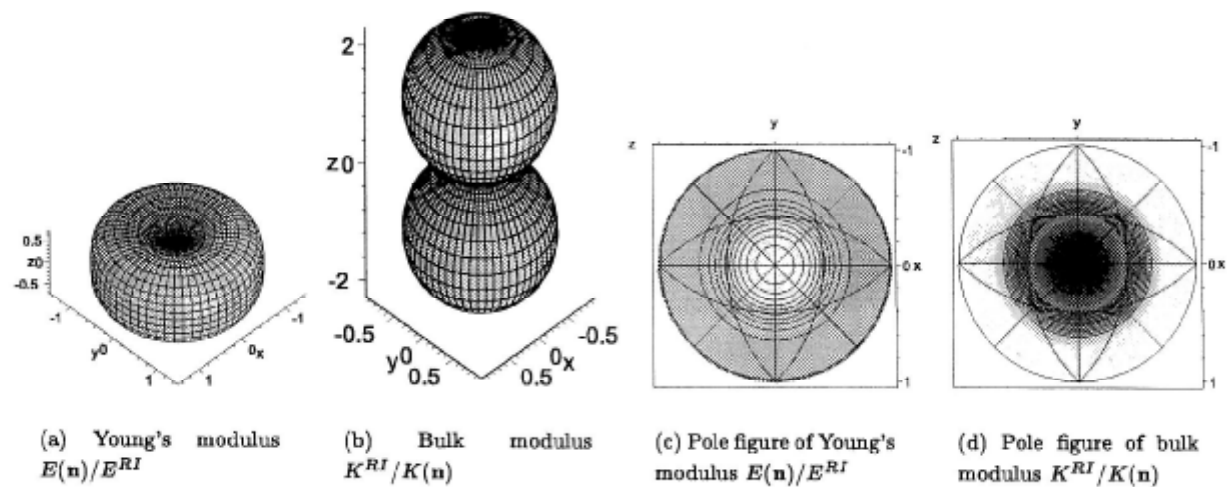 0.5
z0
-0.5
-1
y0
1
1
0x
-1
2
z0
-2
-0.5
y0
0.5
0.5
0x
-0.5
y
z
-1
0 x
1
y
z
-1
0 x
1
(a) Young's modulus
E(n)/E^{RI}
(b) Bulk modulus
K^{RI}/K(n)
(c) Pole figure of Young's
modulus E(n)/E^{RI}
(d) Pole figure of bulk
modulus K^{RI}/K(n)